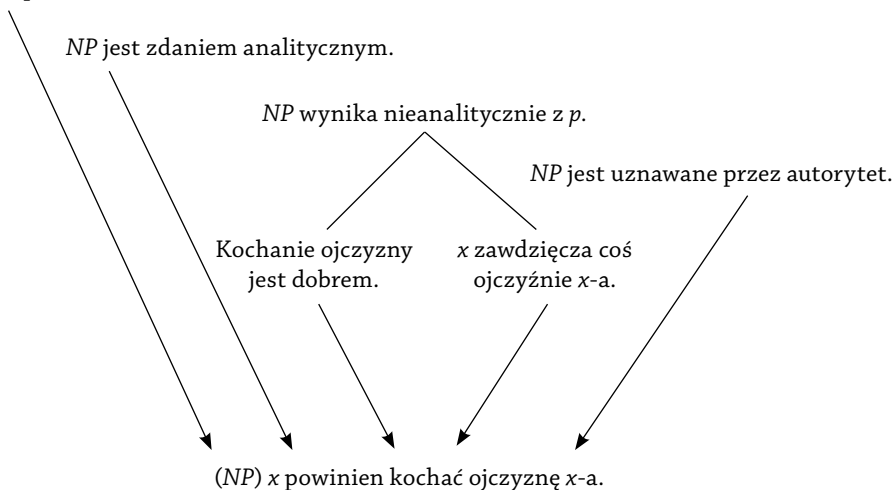 NP jest zdaniem analitycznym.
NP wynika nieanalitycznie z p.
NP jest uznawane przez autorytet.
Kochanie ojczyzny
jest dobrem.
x zawdzięcza coś
ojczyźnie x-a.
(NP) x powinien kochać ojczyznę x-a.